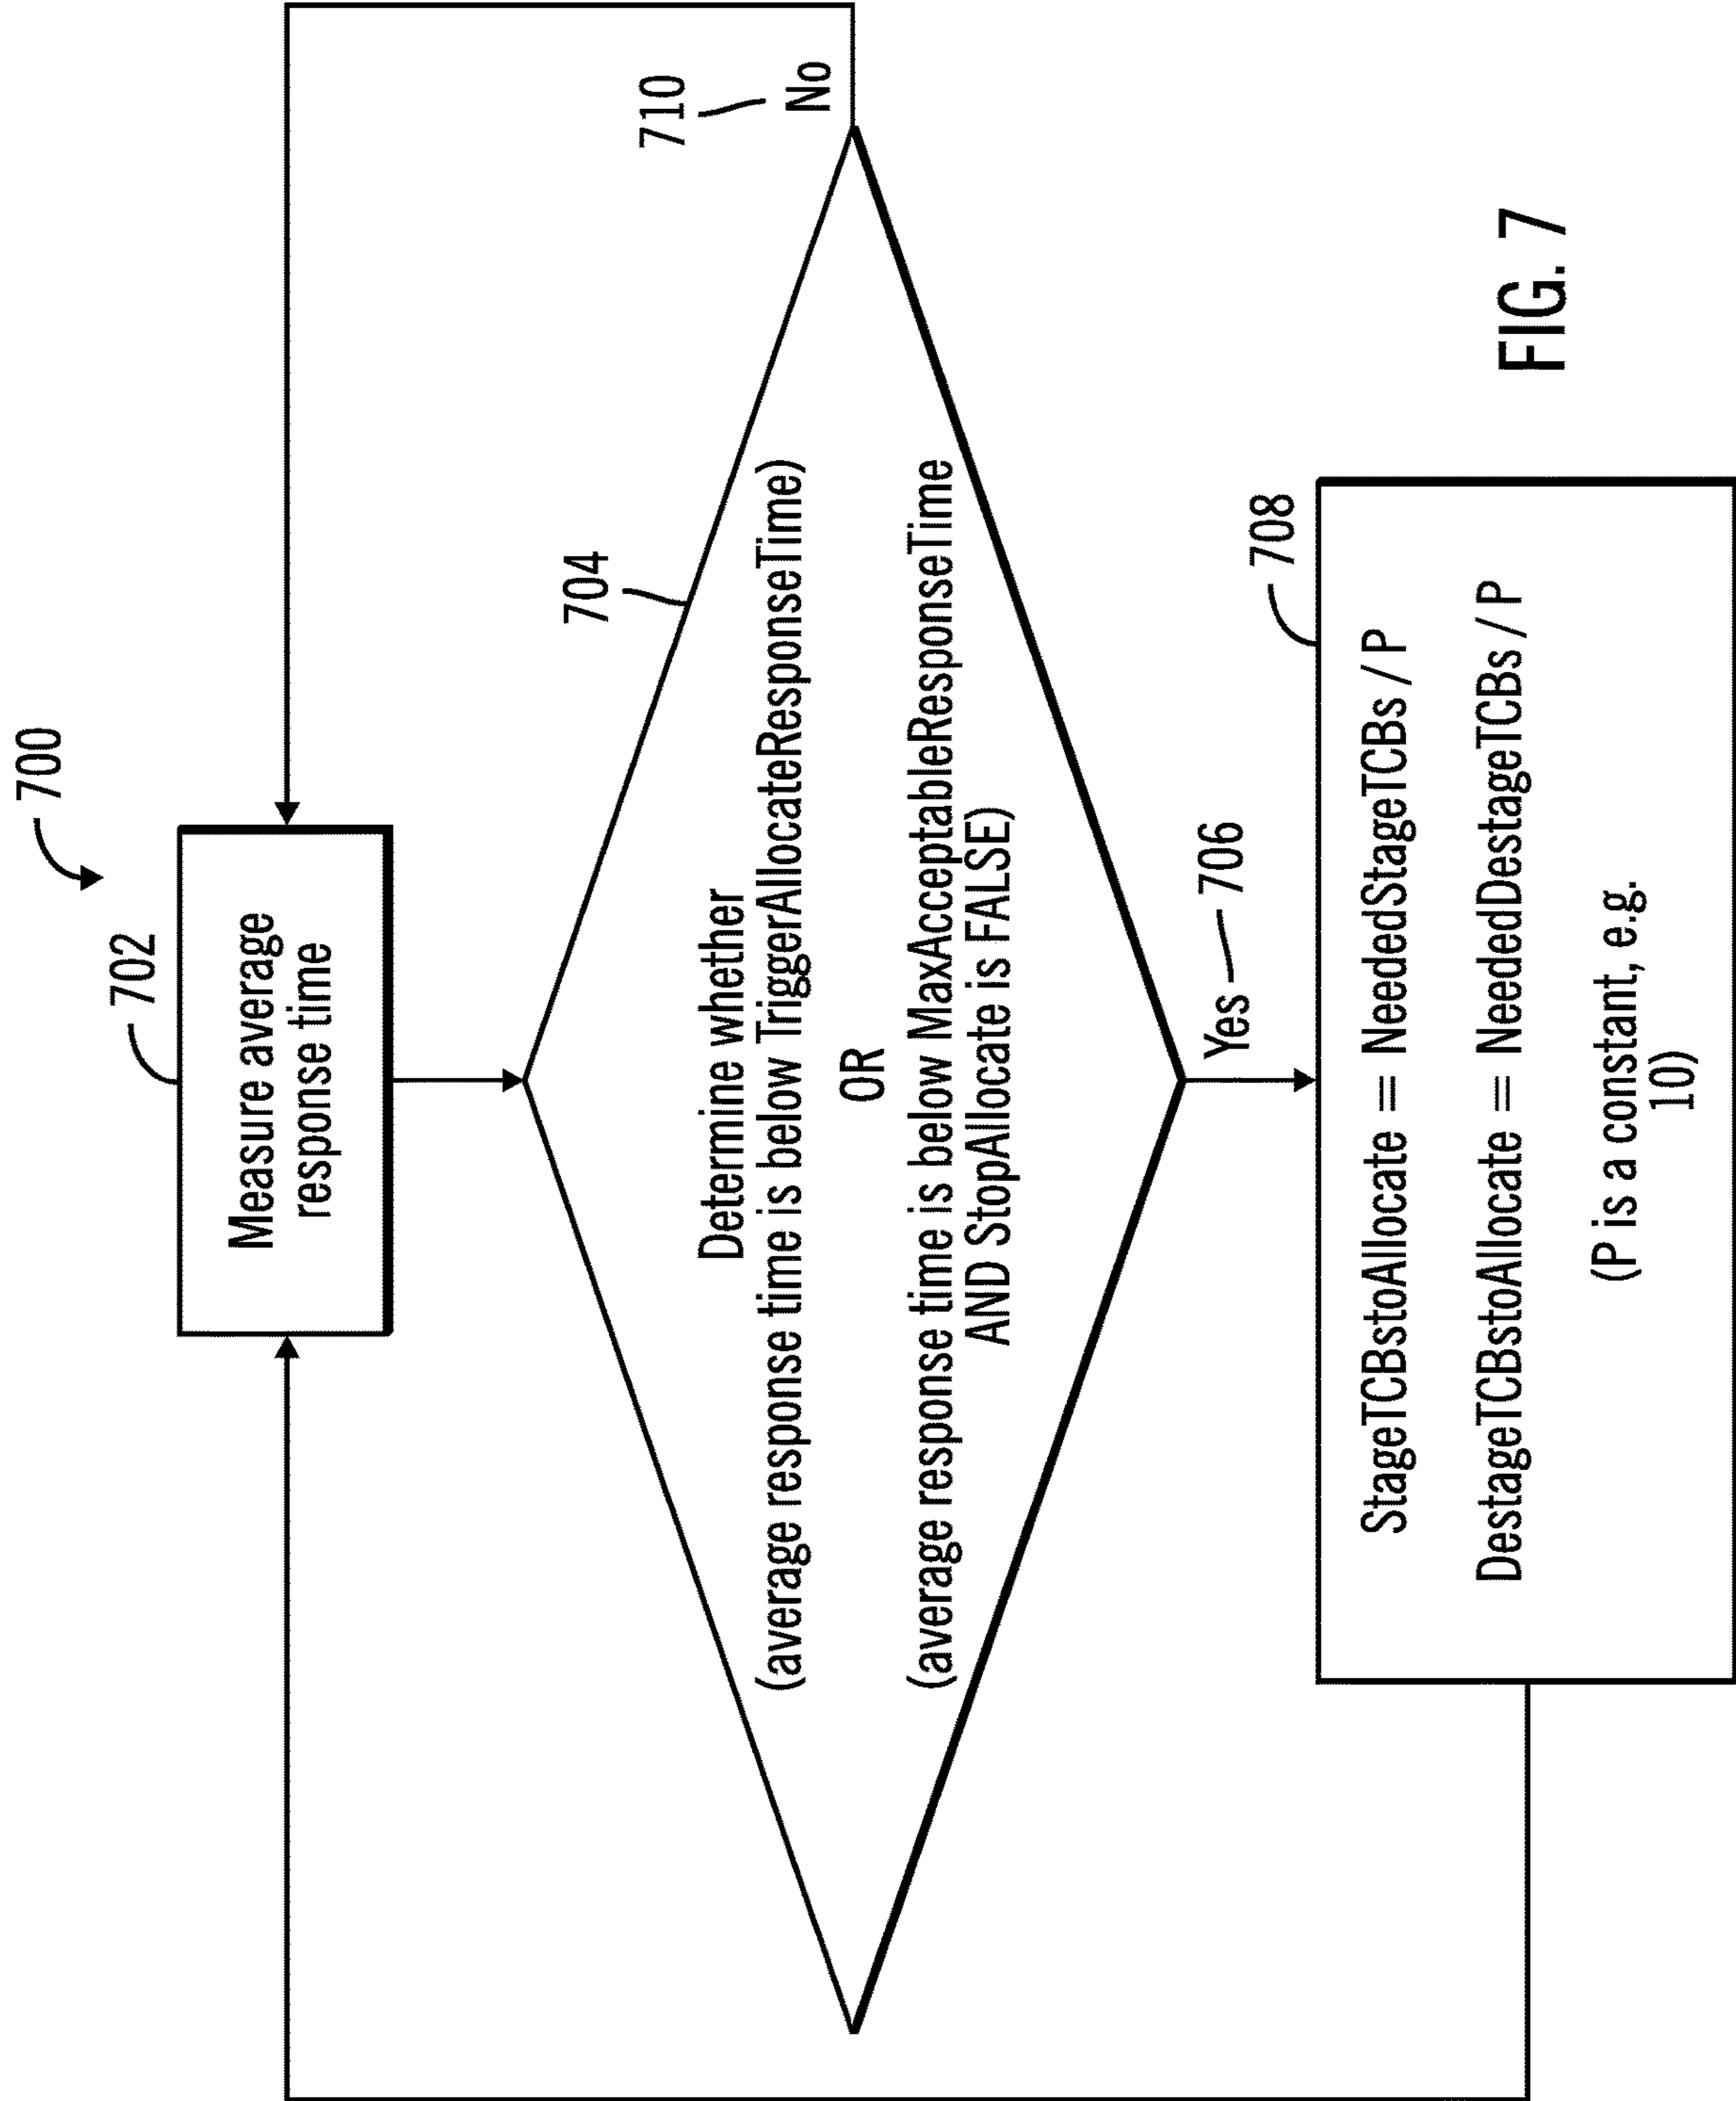 700
702
Measure average
response time
704
Determine whether
(average response time is below TriggerAllocateResponseTime)
OR
(average response time is below MaxAcceptableResponseTime
AND StopAllocate is FALSE)
710
No
Yes
706
708
StageTCBstoAllocate = NeededStageTCBs / P
DestageTCBstoAllocate = NeededDestageTCBs / P
(P is a constant, e.g.
10)
FIG. 7